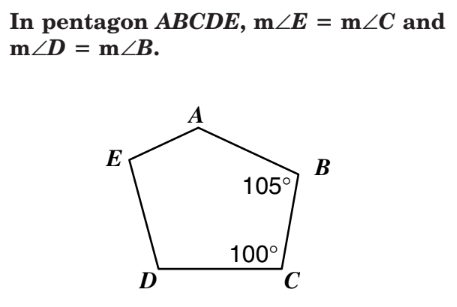 In pentagon ABCDE, m∠E = m∠C and
m∠D = m∠B.
A
E
B
105°
100°
D
C